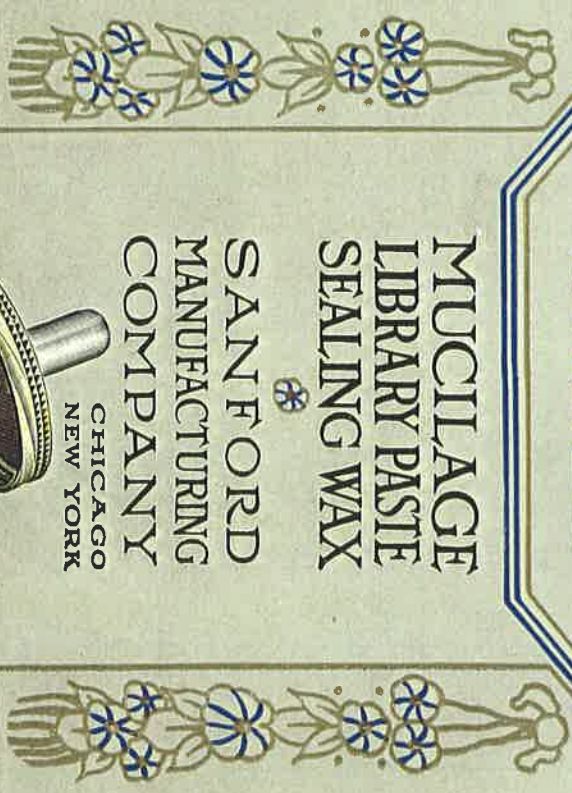 MUCILAGE
LIBRARY PASTE
SEALING WAX
SANFORD
MANUFACTURING
COMPANY
CHICAGO
NEW YORK